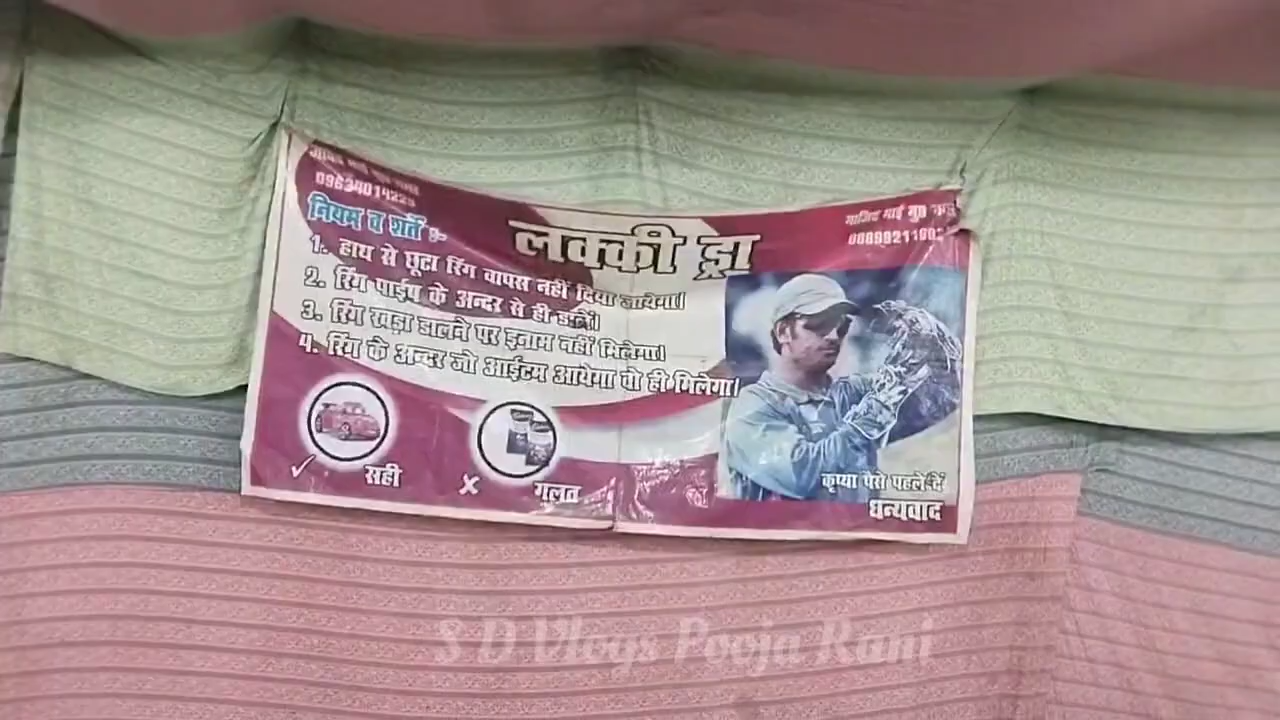 09634014225
माजिद भाई
नियम व शर्तें :-
लक्की ड्रा
1. हाथ से छूटा रिंग वापस नहीं दिया जायेगा।
2. रिंग पाईप के अन्दर से ही डालें।
3. रिंग खड़ा डालने पर इनाम नहीं मिलेगा।
4. रिंग के अन्दर जो आईटम आयेगा वो ही मिलेगा।
सही
गलत
कृप्या पैसे पहले दें
धन्यवाद
S D Vlogs Pooja Rani